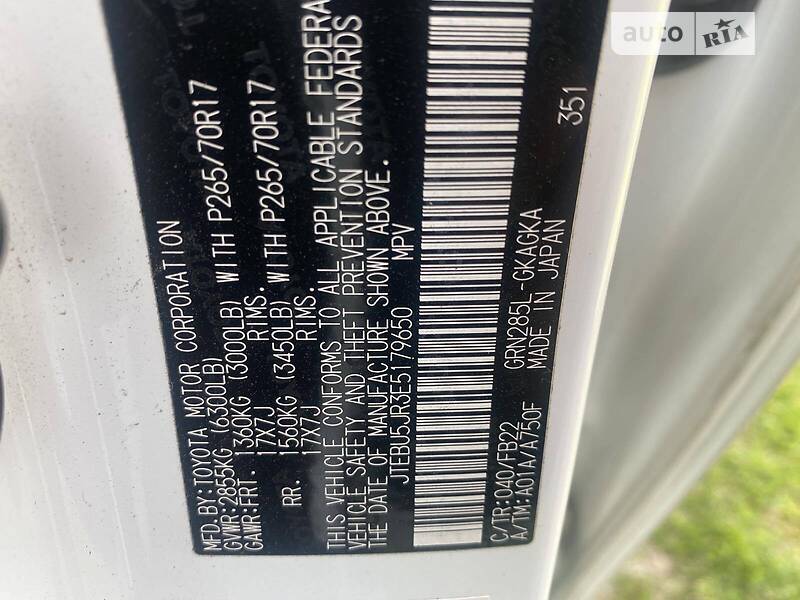 auto RIA
MFD.BY:TOYOTA MOTOR CORPORATION
GVWR:2855KG (6300LB)
GAWR:FRT. 1360KG (3000LB) WITH P265/70R17
17X7J RIMS.
RR. 1560KG (3450LB) WITH P265/70R17
17X7J RIMS.
THIS VEHICLE CONFORMS TO ALL APPLICABLE FEDERA
VEHICLE SAFETY AND THEFT PREVENTION STANDARDS
THE DATE OF MANUFACTURE SHOWN ABOVE.
JTEBU5JR3E5179650 MPV
C/TR:040/FB22 GRN285L-GKAGKA 351
A/TM:A01A/A750F MADE IN JAPAN